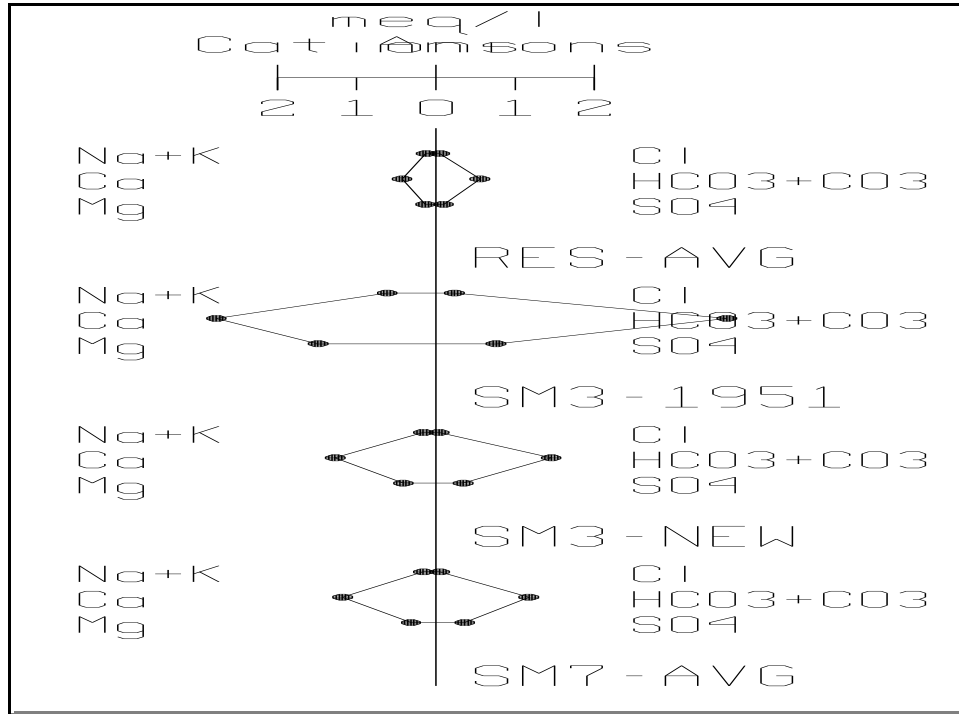 meq/l
Cations Anions
2 1 0 1 2
Na+K Cl
Ca HCO3+CO3
Mg SO4
RES-AVG
Na+K Cl
Ca HCO3+CO3
Mg SO4
SM3-1951
Na+K Cl
Ca HCO3+CO3
Mg SO4
SM3-NEW
Na+K Cl
Ca HCO3+CO3
Mg SO4
SM7-AVG